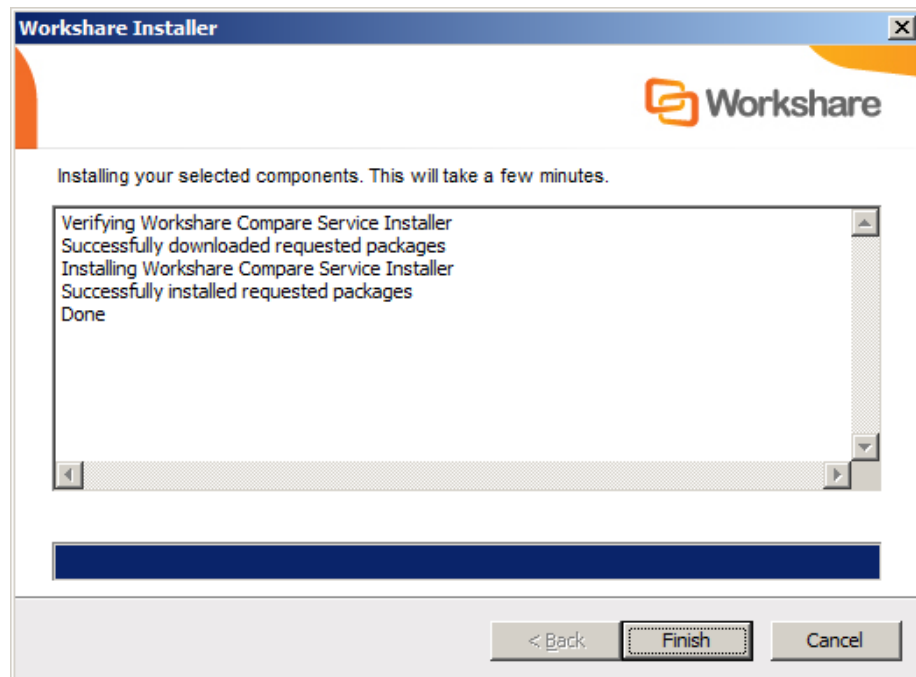 Workshare Installer
Workshare
Installing your selected components. This will take a few minutes.
Verifying Workshare Compare Service Installer
Successfully downloaded requested packages
Installing Workshare Compare Service Installer
Successfully installed requested packages
Done
< Back
Finish
Cancel